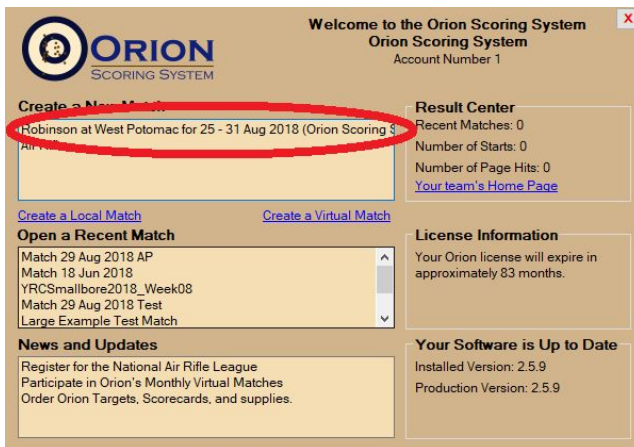 ORION
SCORING SYSTEM
Welcome to the Orion Scoring System
Orion Scoring System
Account Number 1
X
Create a New Match
Robinson at West Potomac for 25 - 31 Aug 2018 (Orion Scoring S
Air Rifle
Create a Local Match
Create a Virtual Match
Open a Recent Match
Match 29 Aug 2018 AP
Match 18 Jun 2018
YRCSmallbore2018_Week08
Match 29 Aug 2018 Test
Large Example Test Match
News and Updates
Register for the National Air Rifle League
Participate in Orion's Monthly Virtual Matches
Order Orion Targets, Scorecards, and supplies.
Result Center
Recent Matches: 0
Number of Starts: 0
Number of Page Hits: 0
Your team's Home Page
License Information
Your Orion license will expire in
approximately 83 months.
Your Software is Up to Date
Installed Version: 2.5.9
Production Version: 2.5.9